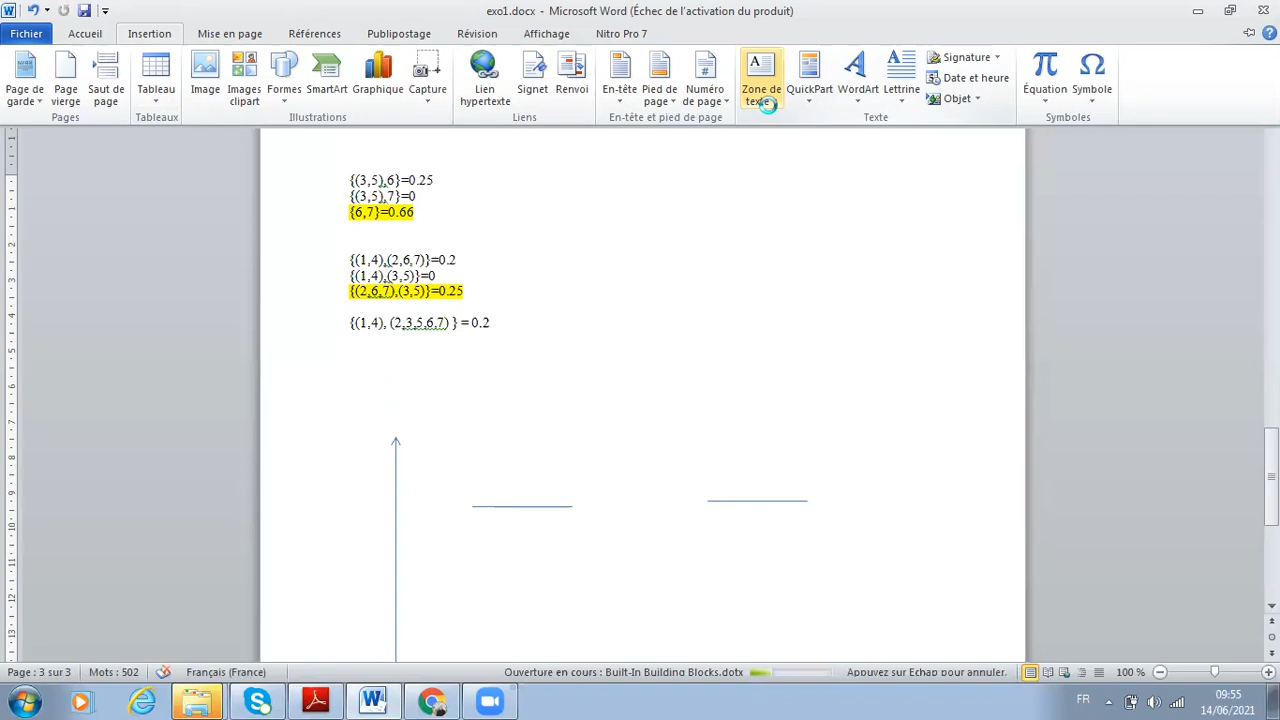 exo1.docx - Microsoft Word (Échec de l'activation du produit)
Fichier Accueil Insertion Mise en page Références Publipostage Révision Affichage Nitro Pro 7
Page de garde Page vierge Saut de page
Pages
Tableau
Tableaux
Image Images clipart Formes SmartArt Graphique Capture
Illustrations
Lien hypertexte Signet Renvoi
Liens
En-tête Pied de page Numéro de page
En-tête et pied de page
Zone de texte QuickPart WordArt Lettrine
Signature
Date et heure
Objet
Texte
Équation Symbole
Symboles
{(3,5),6}=0.25
{(3,5),7}=0
{6,7}=0.66
{(1,4),(2,6,7)}=0.2
{(1,4),(3,5)}=0
{(2,6,7),(3,5)}=0.25
{(1,4), (2,3,5,6,7) } = 0.2
Page : 3 sur 3 Mots : 502 Français (France) Ouverture en cours : Built-In Building Blocks.dotx Appuyez sur Echap pour annuler. 100 %
FR 09:55
14/06/2021